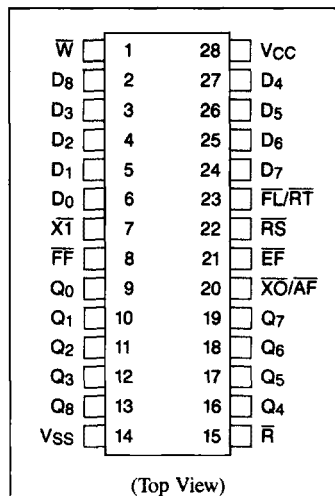 W̅ 1 28 VCC
D8 2 27 D4
D3 3 26 D5
D2 4 25 D6
D1 5 24 D7
D0 6 23 F̅L̅/R̅T̅
X̅1̅ 7 22 R̅S̅
F̅F̅ 8 21 E̅F̅
Q0 9 20 X̅O̅/A̅F̅
Q1 10 19 Q7
Q2 11 18 Q6
Q3 12 17 Q5
Q8 13 16 Q4
VSS 14 15 R̅
(Top View)